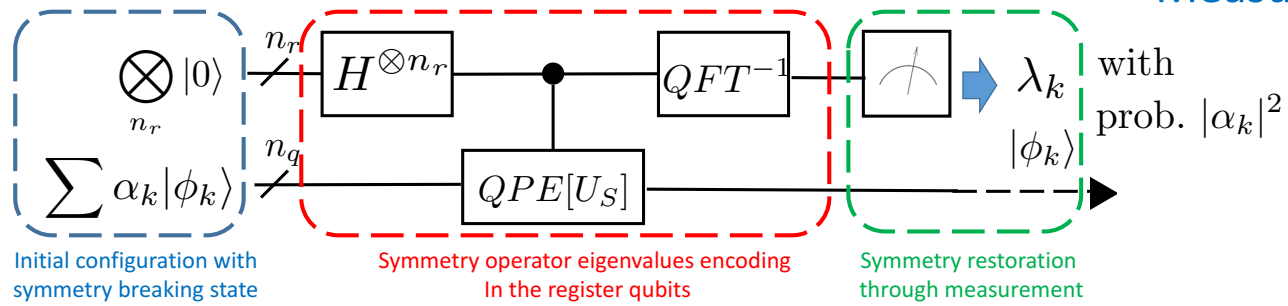 Measu
⊗ |0⟩
n_r
n_r
H^{⊗ n_r}
QFT^{-1}
λ_k
with
prob. |α_k|^2
∑ α_k|ϕ_k⟩
n_q
QPE[U_S]
|ϕ_k⟩
Initial configuration with
symmetry breaking state
Symmetry operator eigenvalues encoding
In the register qubits
Symmetry restoration
through measurement